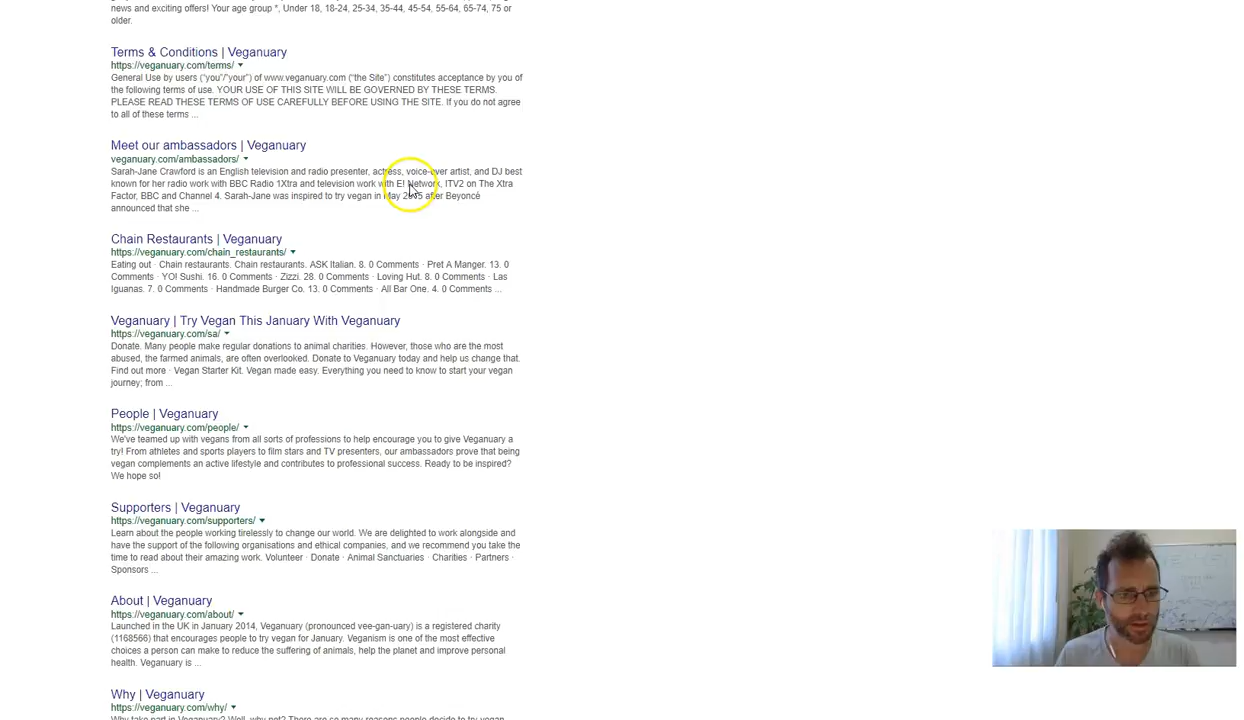 news and exciting offers! Your age group *, Under 18, 18-24, 25-34, 35-44, 45-54, 55-64, 65-74, 75 or
older.
Terms & Conditions | Veganuary
https://veganuary.com/terms/
General Use by users ("you"/"your") of www.veganuary.com ("the Site") constitutes acceptance by you of
the following terms of use. YOUR USE OF THIS SITE WILL BE GOVERNED BY THESE TERMS.
PLEASE READ THESE TERMS OF USE CAREFULLY BEFORE USING THE SITE. If you do not agree
to all of these terms ...
Meet our ambassadors | Veganuary
veganuary.com/ambassadors/
Sarah-Jane Crawford is an English television and radio presenter, actress, voice-over artist, and DJ best
known for her radio work with BBC Radio 1Xtra and television work with E! Network, ITV2 on The Xtra
Factor, BBC and Channel 4. Sarah-Jane was inspired to try vegan in May 2015 after Beyoncé
announced that she ...
Chain Restaurants | Veganuary
https://veganuary.com/chain_restaurants/
Eating out · Chain restaurants. Chain restaurants. ASK Italian. 8. 0 Comments · Pret A Manger. 13. 0
Comments · YO! Sushi. 16. 0 Comments · Zizzi. 28. 0 Comments · Loving Hut. 8. 0 Comments · Las
Iguanas. 7. 0 Comments · Handmade Burger Co. 13. 0 Comments · All Bar One. 4. 0 Comments ...
Veganuary | Try Vegan This January With Veganuary
https://veganuary.com/sa/
Donate. Many people make regular donations to animal charities. However, those who are the most
abused, the farmed animals, are often overlooked. Donate to Veganuary today and help us change that.
Find out more · Vegan Starter Kit. Vegan made easy. Everything you need to know to start your vegan
journey; from ...
People | Veganuary
https://veganuary.com/people/
We've teamed up with vegans from all sorts of professions to help encourage you to give Veganuary a
try! From athletes and sports players to film stars and TV presenters, our ambassadors prove that being
vegan complements an active lifestyle and contributes to professional success. Ready to be inspired?
We hope so!
Supporters | Veganuary
https://veganuary.com/supporters/
Learn about the people working tirelessly to change our world. We are delighted to work alongside and
have the support of the following organisations and ethical companies, and we recommend you take the
time to read about their amazing work. Volunteer · Donate · Animal Sanctuaries · Charities · Partners ·
Sponsors ...
About | Veganuary
https://veganuary.com/about/
Launched in the UK in January 2014, Veganuary (pronounced vee-gan-uary) is a registered charity
(1168566) that encourages people to try vegan for January. Veganism is one of the most effective
choices a person can make to reduce the suffering of animals, help the planet and improve personal
health. Veganuary is ...
Why | Veganuary
https://veganuary.com/why/
Why take part in Veganuary? Well, why not? There are so many reasons people decide to try vegan